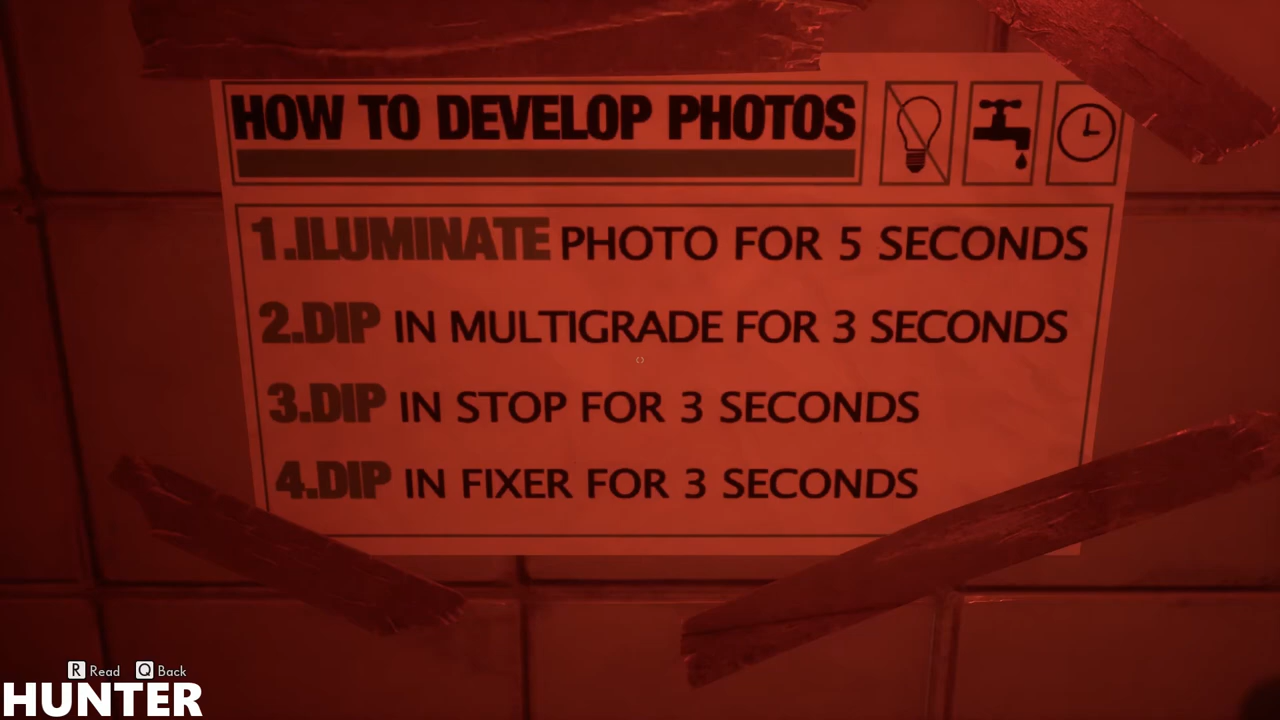 HOW TO DEVELOP PHOTOS
1.ILUMINATE PHOTO FOR 5 SECONDS
2.DIP IN MULTIGRADE FOR 3 SECONDS
3.DIP IN STOP FOR 3 SECONDS
4.DIP IN FIXER FOR 3 SECONDS
R Read Q Back
HUNTER